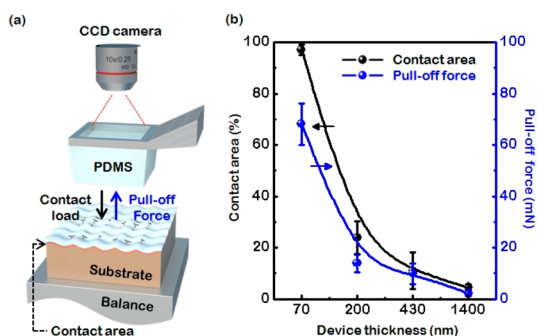 (a)
CCD camera
10x/0.25
PDMS
Contact
load
Pull-off
Force
Substrate
Balance
Contact area
(b)
Contact area
Pull-off force
Contact area (%)
100
80
60
40
20
0
Pull-off force (mN)
100
80
60
40
20
0
70 200 430 1400
Device thickness (nm)